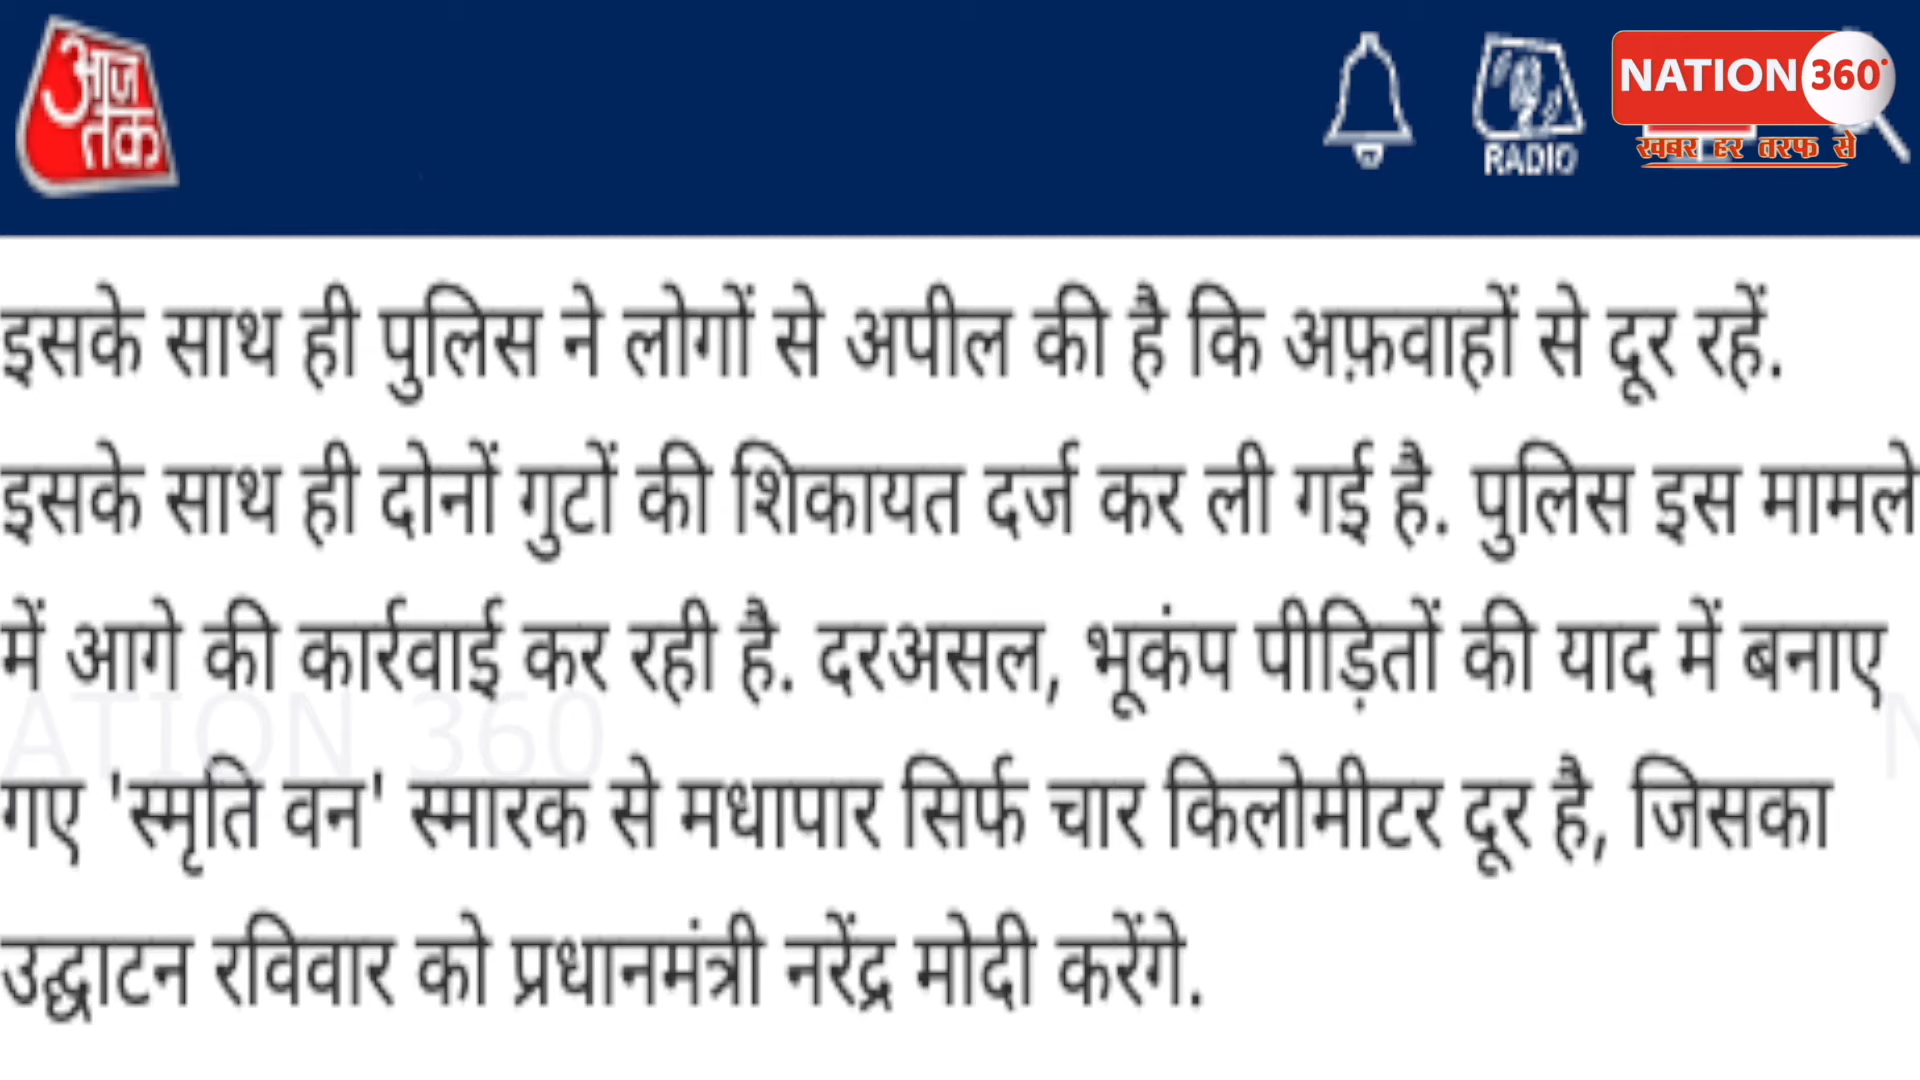 आज तक
RADIO
NATION 360°
खबर हर तरफ से
इसके साथ ही पुलिस ने लोगों से अपील की है कि अफ़वाहों से दूर रहें.
इसके साथ ही दोनों गुटों की शिकायत दर्ज कर ली गई है. पुलिस इस मामले
में आगे की कार्रवाई कर रही है. दरअसल, भूकंप पीड़ितों की याद में बनाए
ATION 360
N
गए 'स्मृति वन' स्मारक से मधापार सिर्फ चार किलोमीटर दूर है, जिसका
उद्घाटन रविवार को प्रधानमंत्री नरेंद्र मोदी करेंगे.